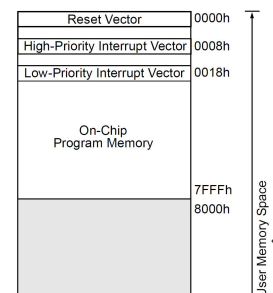 Reset Vector 0000h
High-Priority Interrupt Vector 0008h
Low-Priority Interrupt Vector 0018h
On-Chip
Program Memory
7FFFh
8000h
User Memory Space